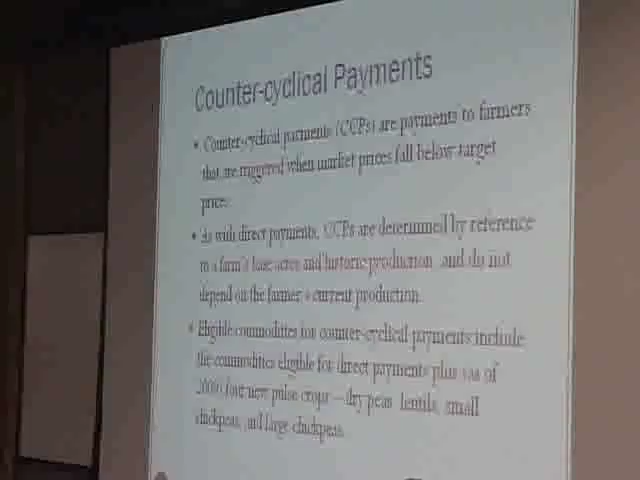 Counter-cyclical Payments
• Counter-cyclical payments (CCPs) are payments to farmers
that are triggered when market prices fall below target
price.
• As with direct payments, CCPs are determined by reference
to a farm's base acres and historic production, and do not
depend on the farmer's current production.
• Eligible commodities for counter-cyclical payments include
the commodities eligible for direct payments plus (as of
four new pulse crops—dry peas, lentils, small
chickpeas, and large chickpeas.